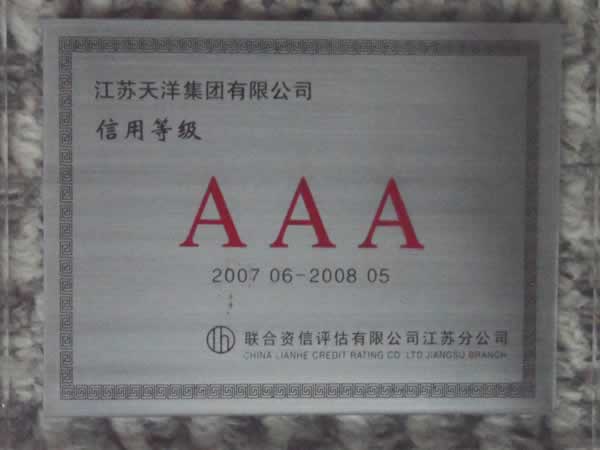 江苏天洋集团有限公司
信用等级
AAA
2007 06-2008 05
联合资信评估有限公司江苏分公司
CHINA LIANHE CREDIT RATING CO LTD JIANGSU BRANCH